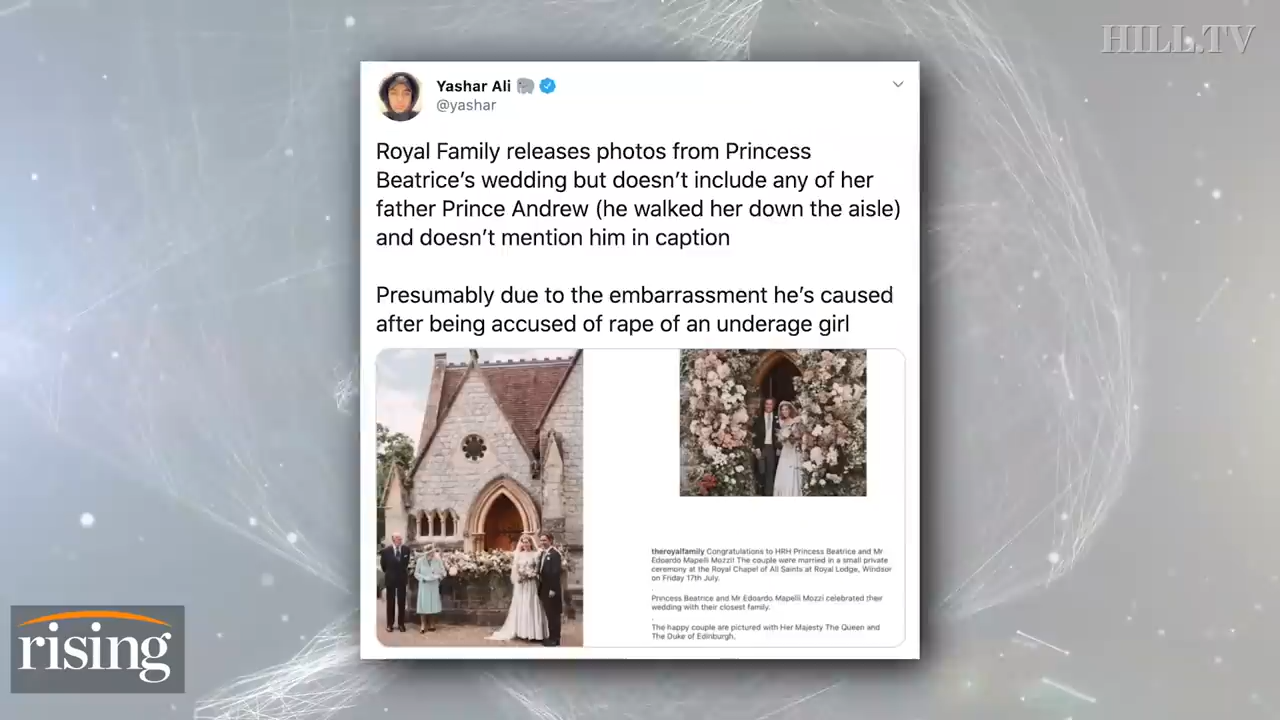 HILL.TV
Yashar Ali
@yashar
Royal Family releases photos from Princess
Beatrice's wedding but doesn't include any of her
father Prince Andrew (he walked her down the aisle)
and doesn't mention him in caption
Presumably due to the embarrassment he's caused
after being accused of rape of an underage girl
theroyalfamily Congratulations to HRH Princess Beatrice and Mr
Edoardo Mapelli Mozzi! The couple were married in a small private
ceremony at the Royal Chapel of All Saints at Royal Lodge, Windsor
on Friday 17th July.
.
Princess Beatrice and Mr Edoardo Mapelli Mozzi celebrated their
wedding with their closest family.
.
The happy couple are pictured with Her Majesty The Queen and
The Duke of Edinburgh.
rising